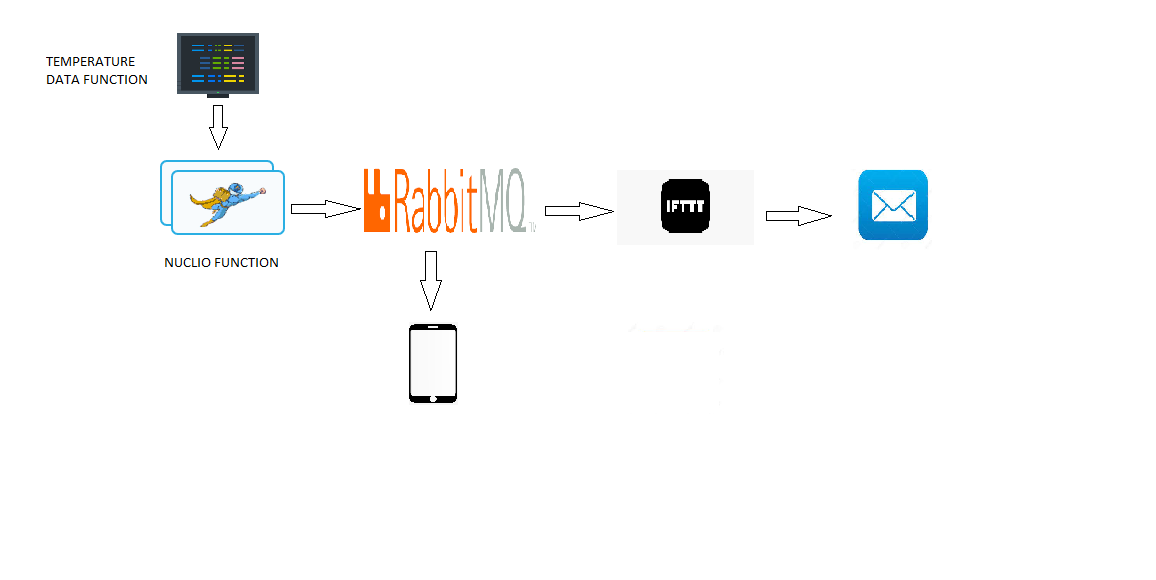 TEMPERATURE
DATA FUNCTION
RabbitMQ
IFTTT
NUCLIO FUNCTION